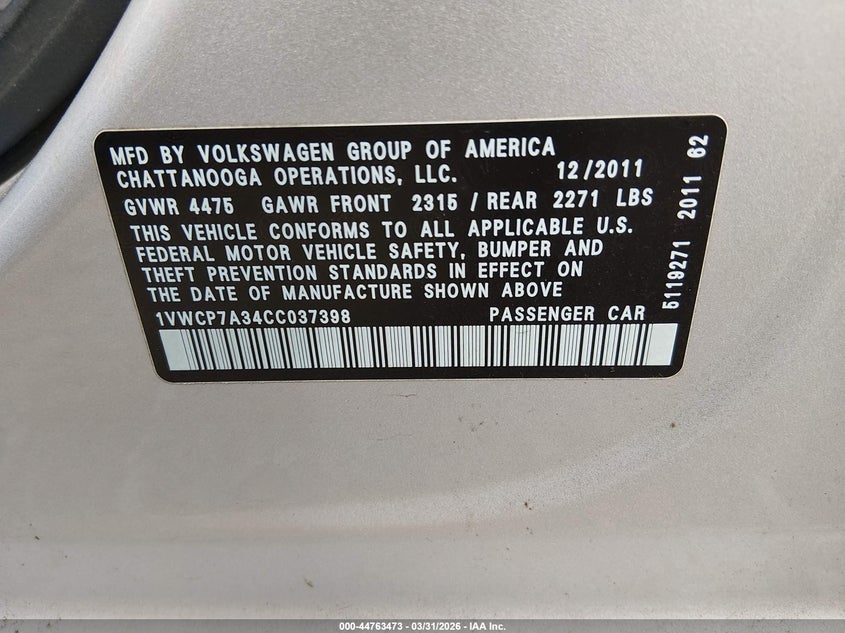 MFD BY VOLKSWAGEN GROUP OF AMERICA
CHATTANOOGA OPERATIONS, LLC. 12/2011
GVWR 4475 GAWR FRONT 2315 / REAR 2271 LBS
THIS VEHICLE CONFORMS TO ALL APPLICABLE U.S.
FEDERAL MOTOR VEHICLE SAFETY, BUMPER AND
THEFT PREVENTION STANDARDS IN EFFECT ON
THE DATE OF MANUFACTURE SHOWN ABOVE
1VWCP7A34CC037398 PASSENGER CAR
5119271 2011 62
000-44763473 - 03/31/2026 - IAA Inc.